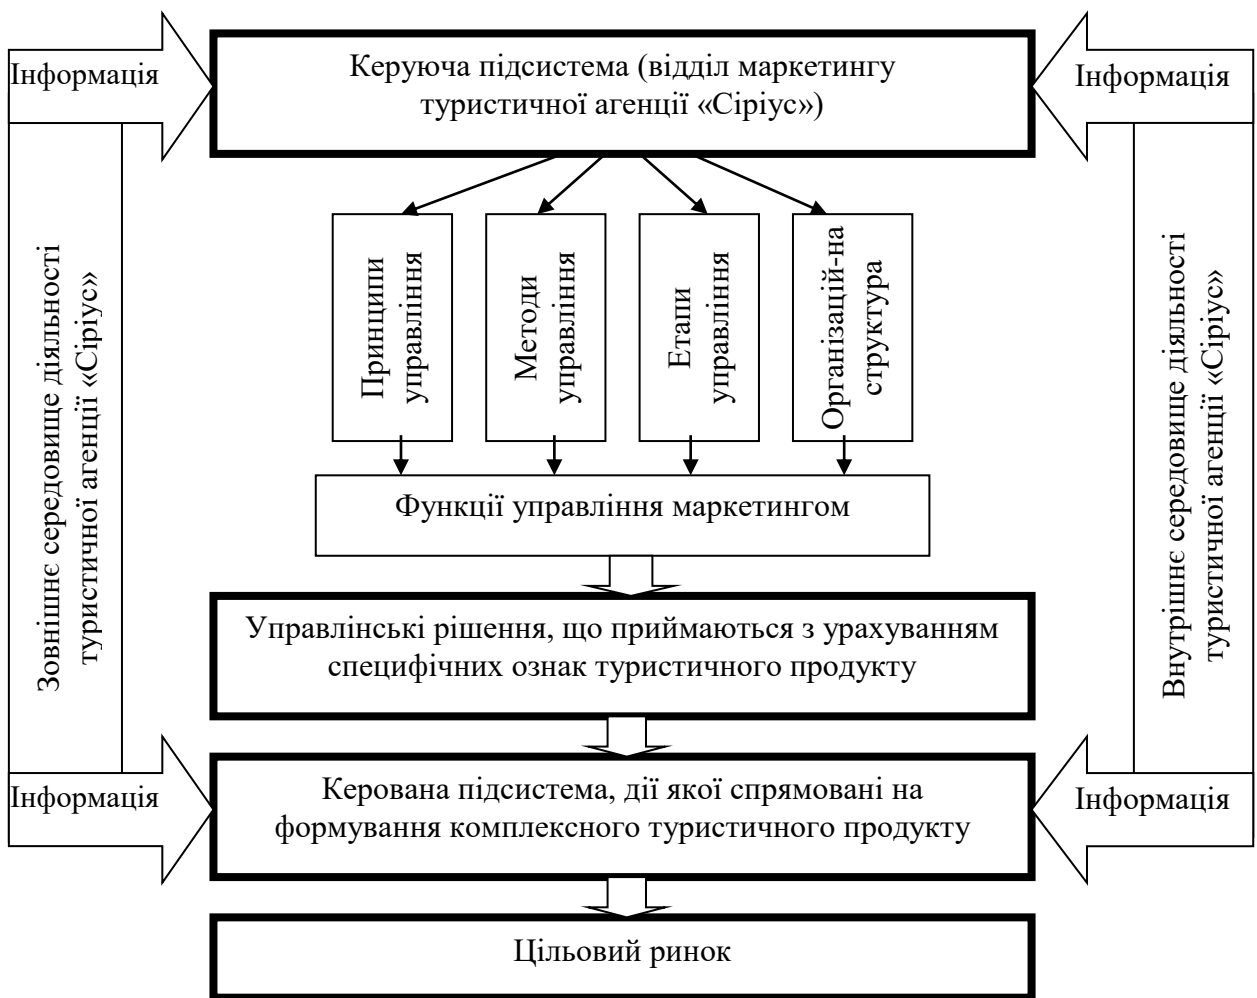 Інформація
Керуюча підсистема (відділ маркетингу
туристичної агенції «Сіріус»)
Інформація
Зовнішнє середовище діяльності
туристичної агенції «Сіріус»
Принципи
управління
Методи
управління
Етапи
управління
Організацій-на
структура
Внутрішнє середовище діяльності
туристичної агенції «Сіріус»
Функції управління маркетингом
Управлінські рішення, що приймаються з урахуванням
специфічних ознак туристичного продукту
Інформація
Керована підсистема, дії якої спрямовані на
формування комплексного туристичного продукту
Інформація
Цільовий ринок